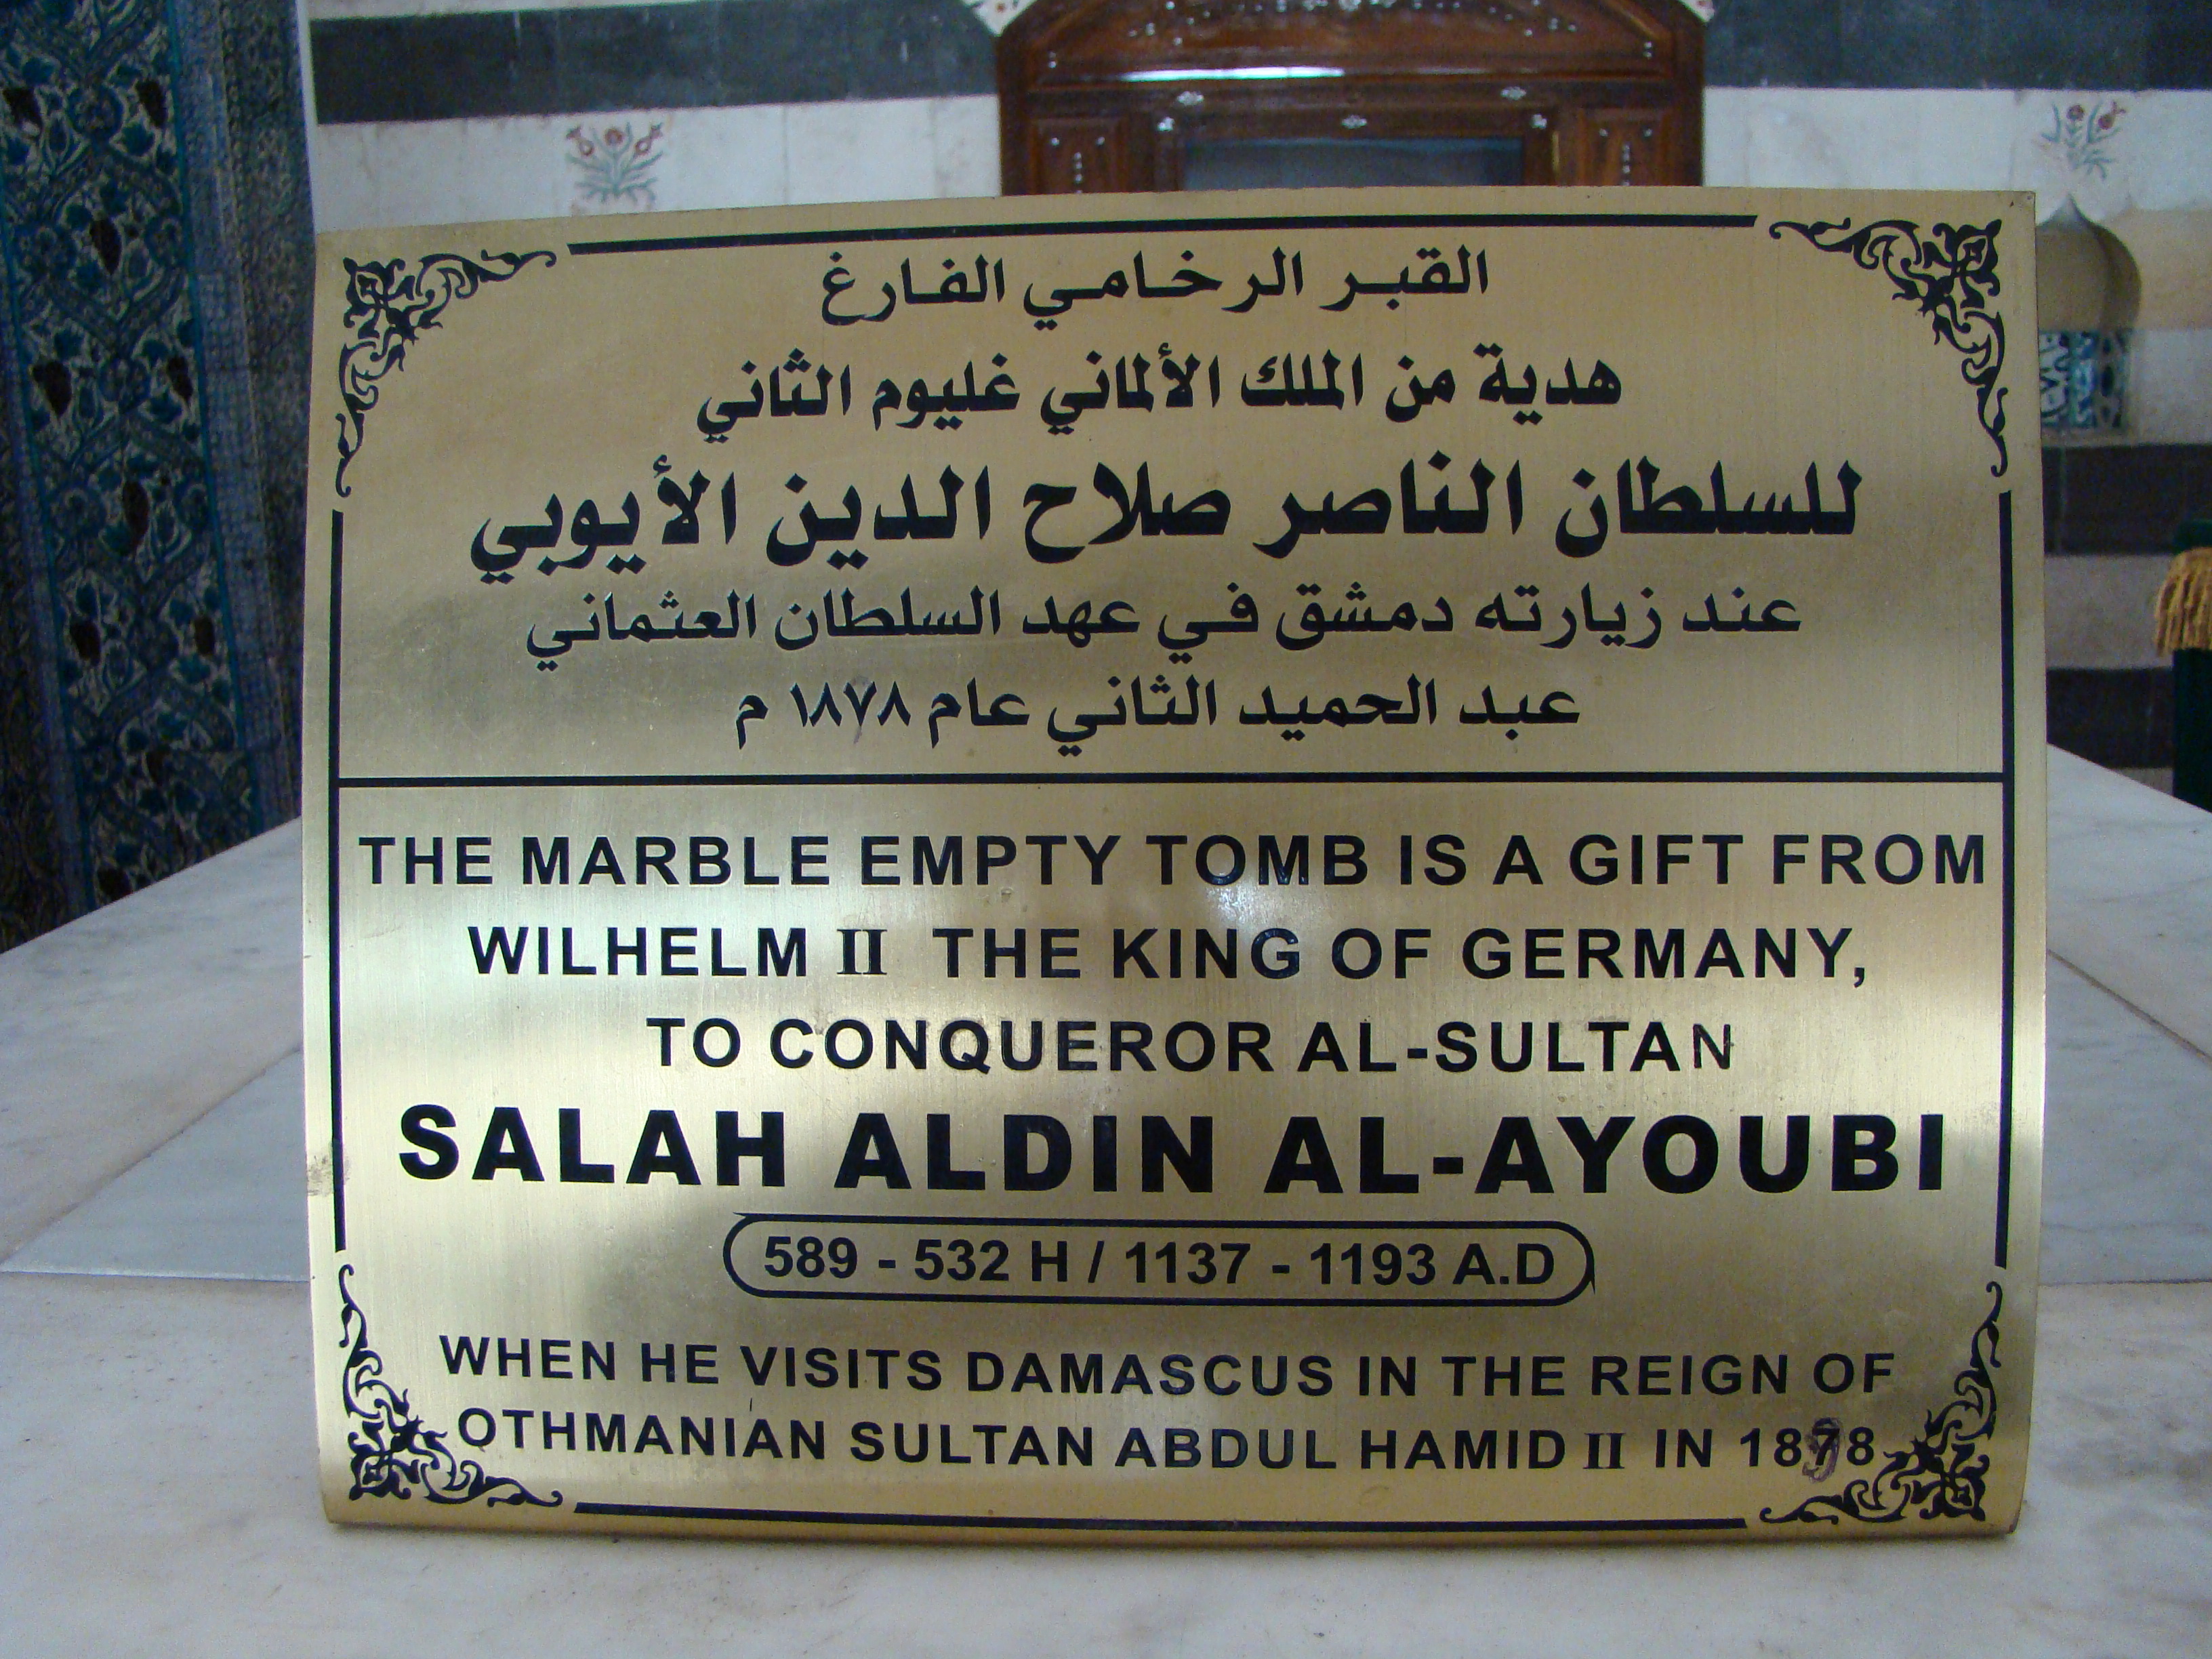 القبر الرخامي الفارغ
هدية من الملك الألماني غليوم الثاني
للسلطان الناصر صلاح الدين الأيوبي
عند زيارته دمشق في عهد السلطان العثماني
عبد الحميد الثاني عام ١٨٧٨ م
THE MARBLE EMPTY TOMB IS A GIFT FROM
WILHELM II THE KING OF GERMANY,
TO CONQUEROR AL-SULTAN
SALAH ALDIN AL-AYOUBI
589 - 532 H / 1137 - 1193 A.D
WHEN HE VISITS DAMASCUS IN THE REIGN OF
OTHMANIAN SULTAN ABDUL HAMID II IN 1898